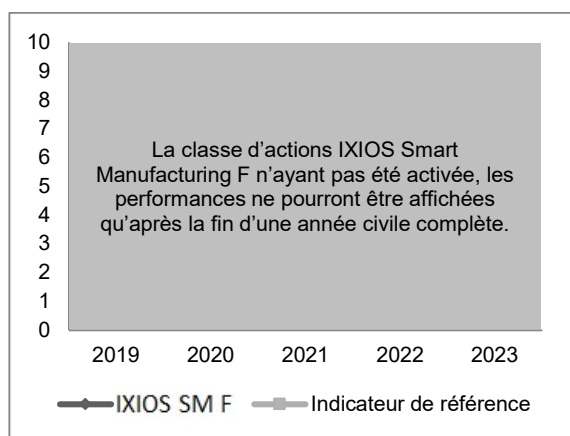 10
9
8
7
6
5
4
3
2
1
0
La classe d’actions IXIOS Smart
Manufacturing F n’ayant pas été activée, les
performances ne pourront être affichées
qu’après la fin d’une année civile complète.
2019 2020 2021 2022 2023
IXIOS SM F Indicateur de référence